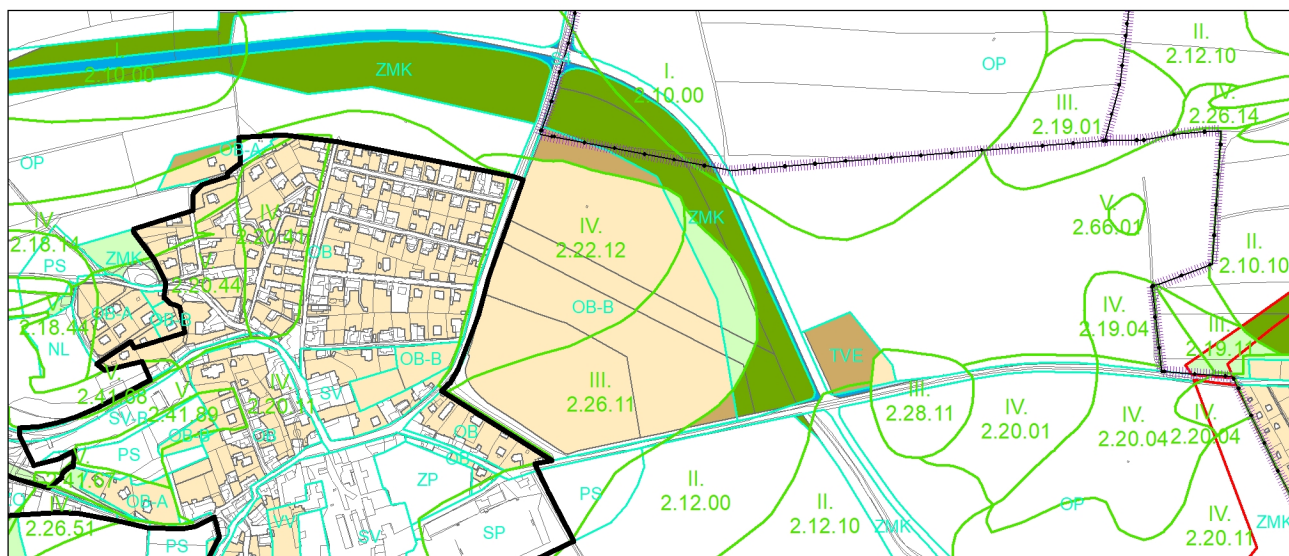 I.
2.10.00
ZMK
I.
2.10.00
OP
II.
2.12.10
III.
2.19.01
IV.
2.26.14
OP
OB-A
IV.
2.20.41
OB
IV.
2.18.14
PS
ZMK
V.
2.20.44
OB-A
OB-B
V.
2.18.44
NL
IV.
2.22.12
OB-B
ZMK
V.
2.66.01
II.
2.10.10
IV.
2.19.04
III.
2.19.11
TVE
III.
2.26.11
III.
2.28.11
IV.
2.20.01
IV.
2.20.04
IV.
2.20.04
OB-B
SV
IV.
2.20.11
V.
2.41.89
SV-B
OB-B
OB
PS
OB
OB
ZP
PS
II.
2.12.00
II.
2.12.10
ZMK
OP
IV.
2.20.11
ZMK
OB-A
IV.
2.26.51
PS
VV
SV
SP